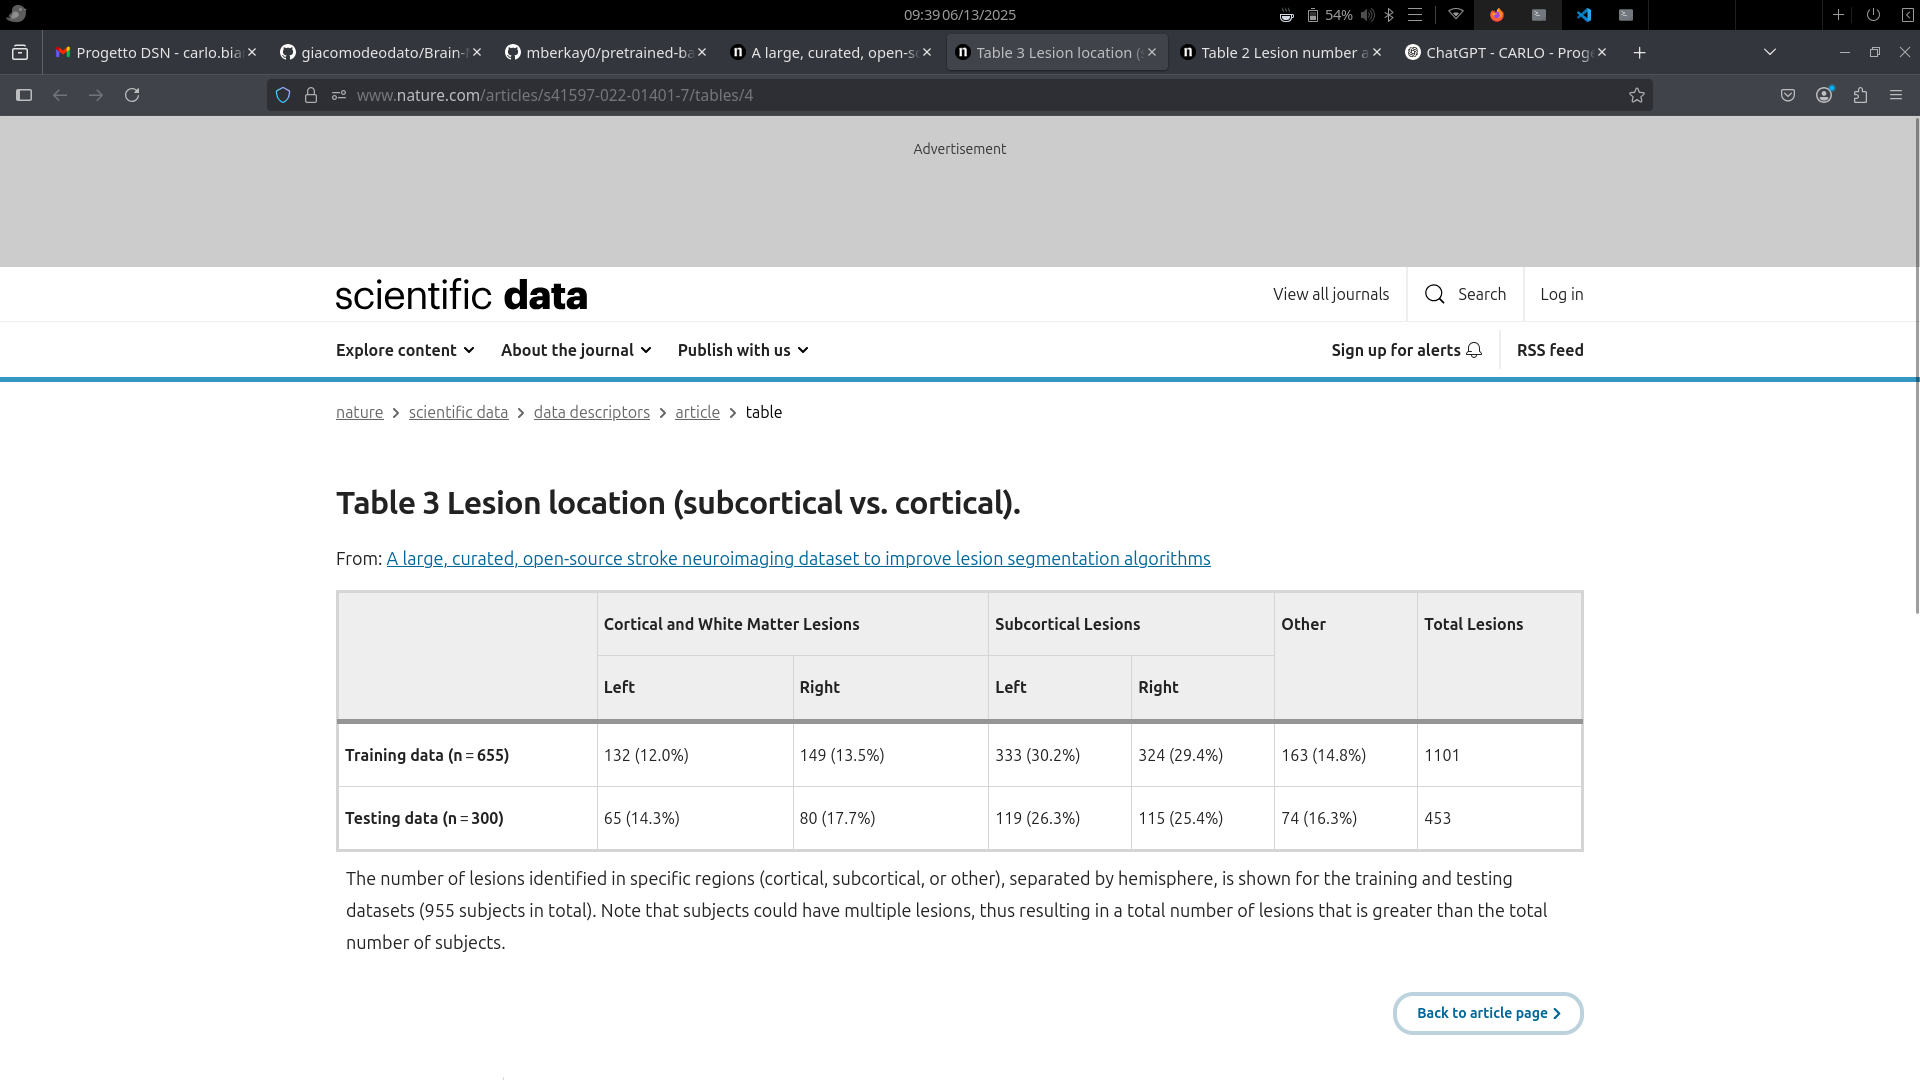 09:39 06/13/2025
54%
Progetto DSN - carlo.bia
giacomodeodato/Brain-
mberkay0/pretrained-ba
A large, curated, open-s
Table 3 Lesion location (s
Table 2 Lesion number a
ChatGPT - CARLO - Proge
www.nature.com/articles/s41597-022-01401-7/tables/4
Advertisement
scientific data
View all journals
Search
Log in
Explore content
About the journal
Publish with us
Sign up for alerts
RSS feed
nature > scientific data > data descriptors > article > table
Table 3 Lesion location (subcortical vs. cortical).
From: A large, curated, open-source stroke neuroimaging dataset to improve lesion segmentation algorithms
Cortical and White Matter Lesions Subcortical Lesions Other Total Lesions
Left Right Left Right
Training data (n = 655) 132 (12.0%) 149 (13.5%) 333 (30.2%) 324 (29.4%) 163 (14.8%) 1101
Testing data (n = 300) 65 (14.3%) 80 (17.7%) 119 (26.3%) 115 (25.4%) 74 (16.3%) 453
The number of lesions identified in specific regions (cortical, subcortical, or other), separated by hemisphere, is shown for the training and testing
datasets (955 subjects in total). Note that subjects could have multiple lesions, thus resulting in a total number of lesions that is greater than the total
number of subjects.
Back to article page